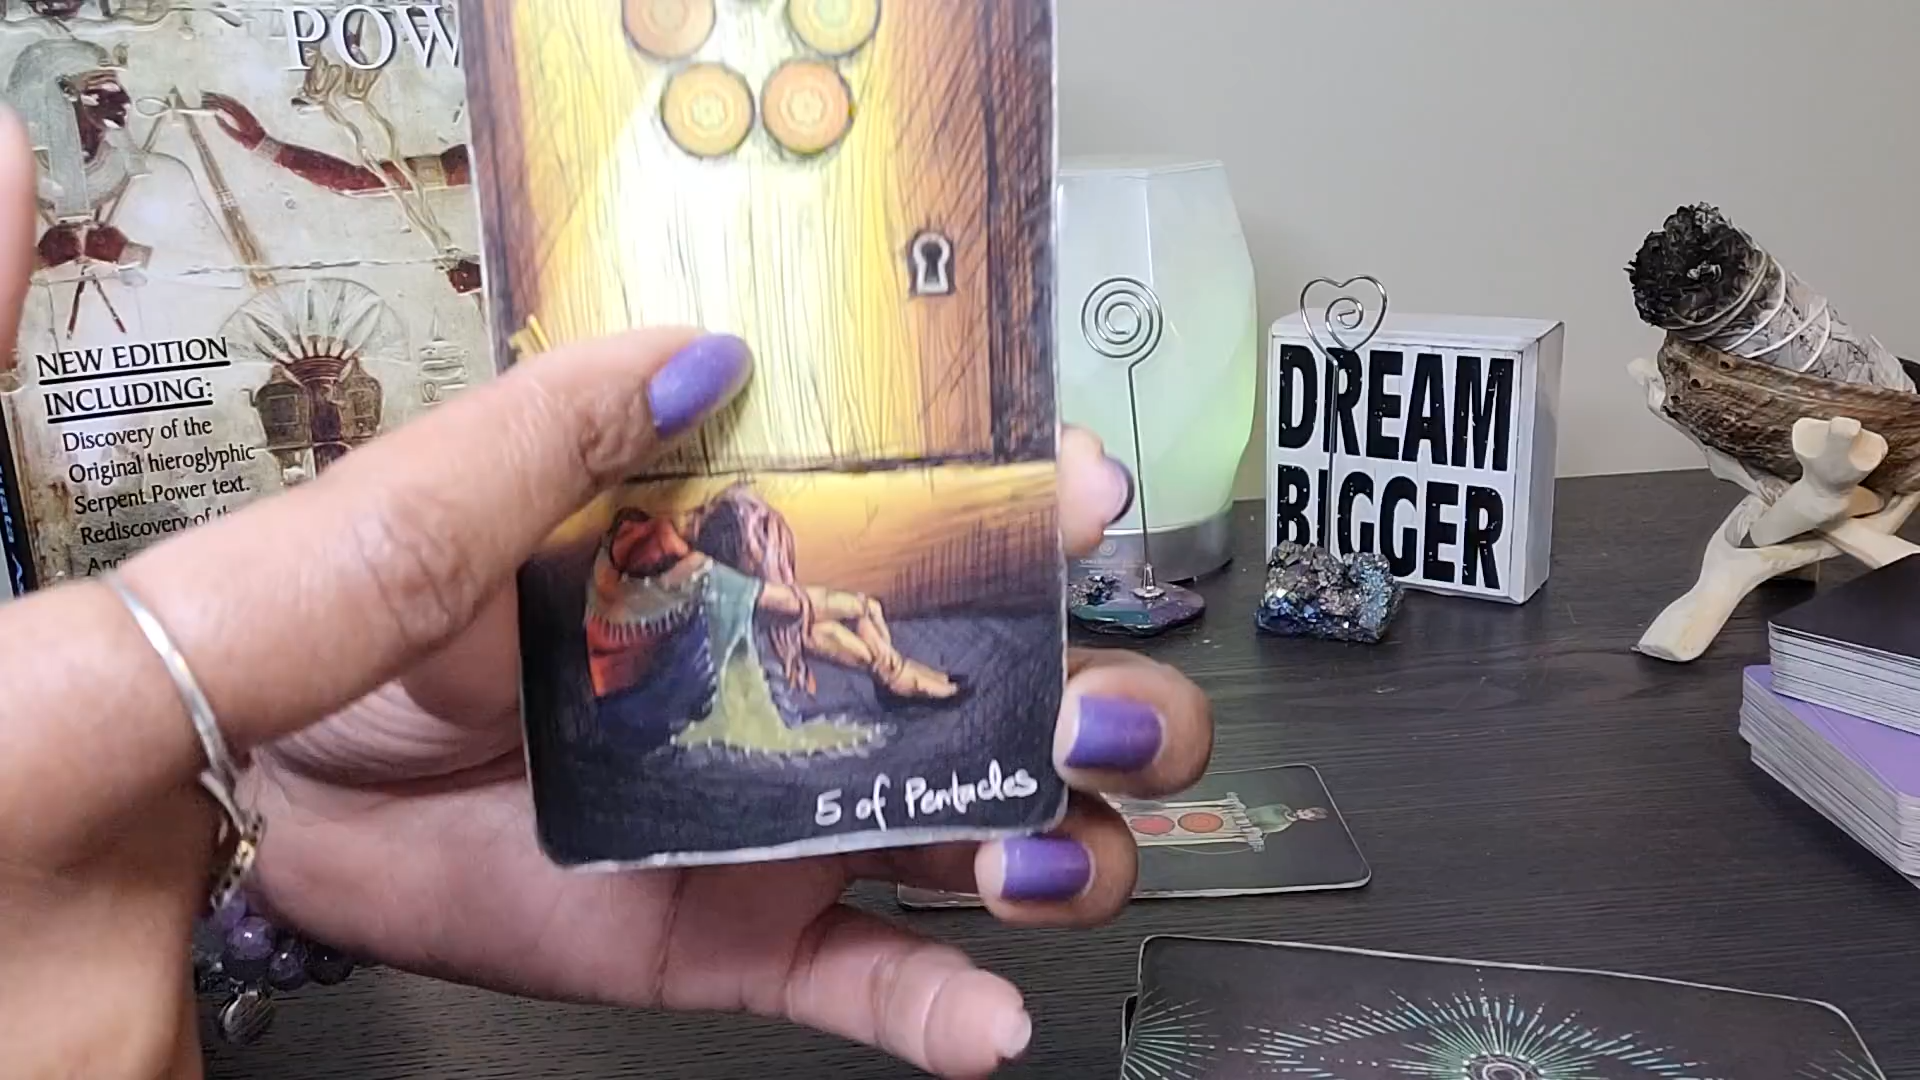 POW
NEW EDITION
INCLUDING:
Discovery of the
Original hieroglyphic
Serpent Power text.
Rediscovery of
DREAM
BIGGER
5 of Pentacles